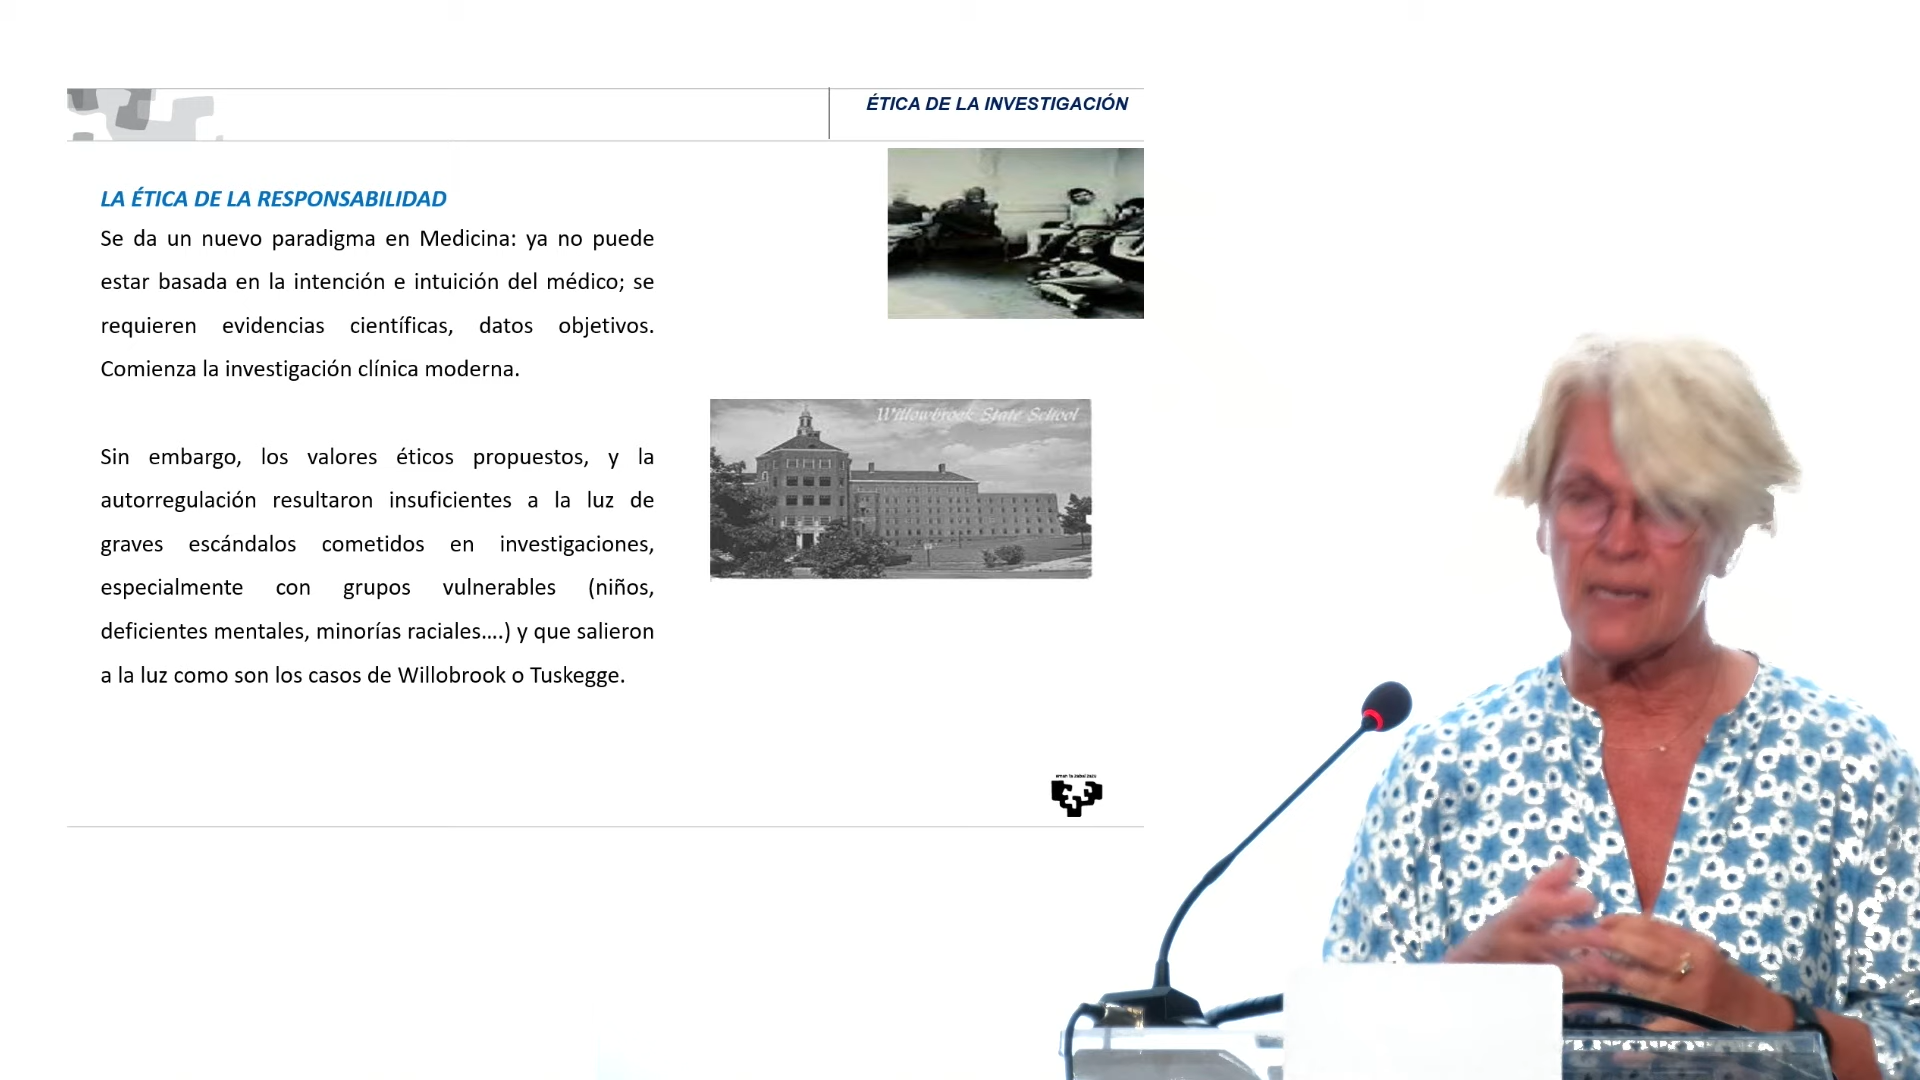 ÉTICA DE LA INVESTIGACIÓN
LA ÉTICA DE LA RESPONSABILIDAD
Se da un nuevo paradigma en Medicina: ya no puede
estar basada en la intención e intuición del médico; se
requieren evidencias científicas, datos objetivos.
Comienza la investigación clínica moderna.
Sin embargo, los valores éticos propuestos, y la
autorregulación resultaron insuficientes a la luz de
graves escándalos cometidos en investigaciones,
especialmente con grupos vulnerables (niños,
deficientes mentales, minorías raciales....) y que salieron
a la luz como son los casos de Willobrook o Tuskegge.
Willowbrook State School
eman ta zabal zazu